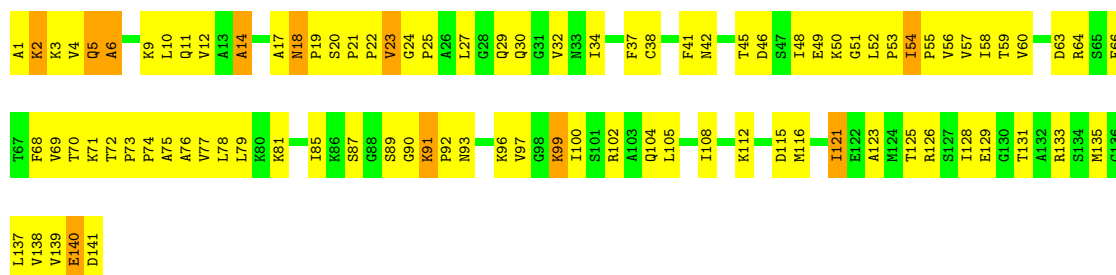 A1 K2 K3 V4 Q5 A6 K9 L10 Q11 V12 A13 A14 A17 N18 P19 S20 P21 P22 V23 G24 P25 A26 L27 G28 Q29 Q30 G31 V32 N33 I34 F37 C38 F41 N42 T45 D46 S47 I48 E49 K50 G51 L52 P53 I54 P55 V56 V57 I58 T59 V60 D63 R64 S65 F66
T67 F68 V69 T70 K71 T72 P73 P74 A75 A76 V77 L78 L79 K80 K81 I85 K86 S87 G88 S89 G90 K91 P92 N93 K96 V97 G98 K99 I100 S101 R102 A103 Q104 L105 I108 K112 D115 M116 I121 E122 A123 M124 T125 R126 S127 I128 E129 G130 T131 A132 R133 S134 M135 G136
L137 V138 V139 E140 D141